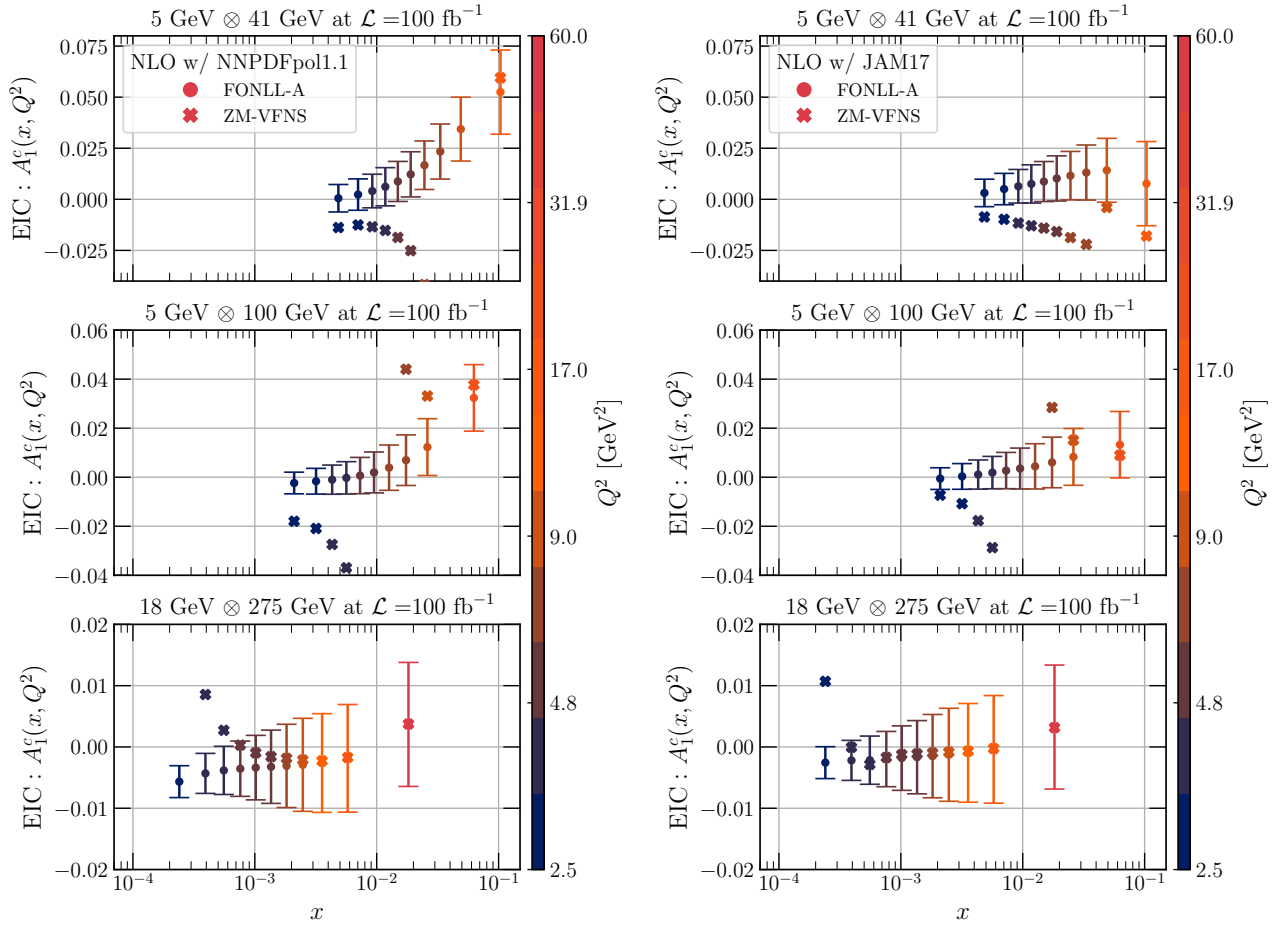 5 GeV ⊗ 41 GeV at ℒ =100 fb⁻¹
EIC : A₁ᶜ(x, Q²)
0.075
0.050
0.025
0.000
−0.025
NLO w/ NNPDFpol1.1
FONLL-A
ZM-VFNS
5 GeV ⊗ 100 GeV at ℒ =100 fb⁻¹
EIC : A₁ᶜ(x, Q²)
0.06
0.04
0.02
0.00
−0.02
−0.04
18 GeV ⊗ 275 GeV at ℒ =100 fb⁻¹
EIC : A₁ᶜ(x, Q²)
0.02
0.01
0.00
−0.01
−0.02
10⁻⁴ 10⁻³ 10⁻² 10⁻¹
x
60.0
31.9
17.0
9.0
4.8
2.5
Q² [GeV²]
5 GeV ⊗ 41 GeV at ℒ =100 fb⁻¹
EIC : A₁ᶜ(x, Q²)
0.075
0.050
0.025
0.000
−0.025
NLO w/ JAM17
FONLL-A
ZM-VFNS
5 GeV ⊗ 100 GeV at ℒ =100 fb⁻¹
EIC : A₁ᶜ(x, Q²)
0.06
0.04
0.02
0.00
−0.02
−0.04
18 GeV ⊗ 275 GeV at ℒ =100 fb⁻¹
EIC : A₁ᶜ(x, Q²)
0.02
0.01
0.00
−0.01
−0.02
10⁻⁴ 10⁻³ 10⁻² 10⁻¹
x
60.0
31.9
17.0
9.0
4.8
2.5
Q² [GeV²]